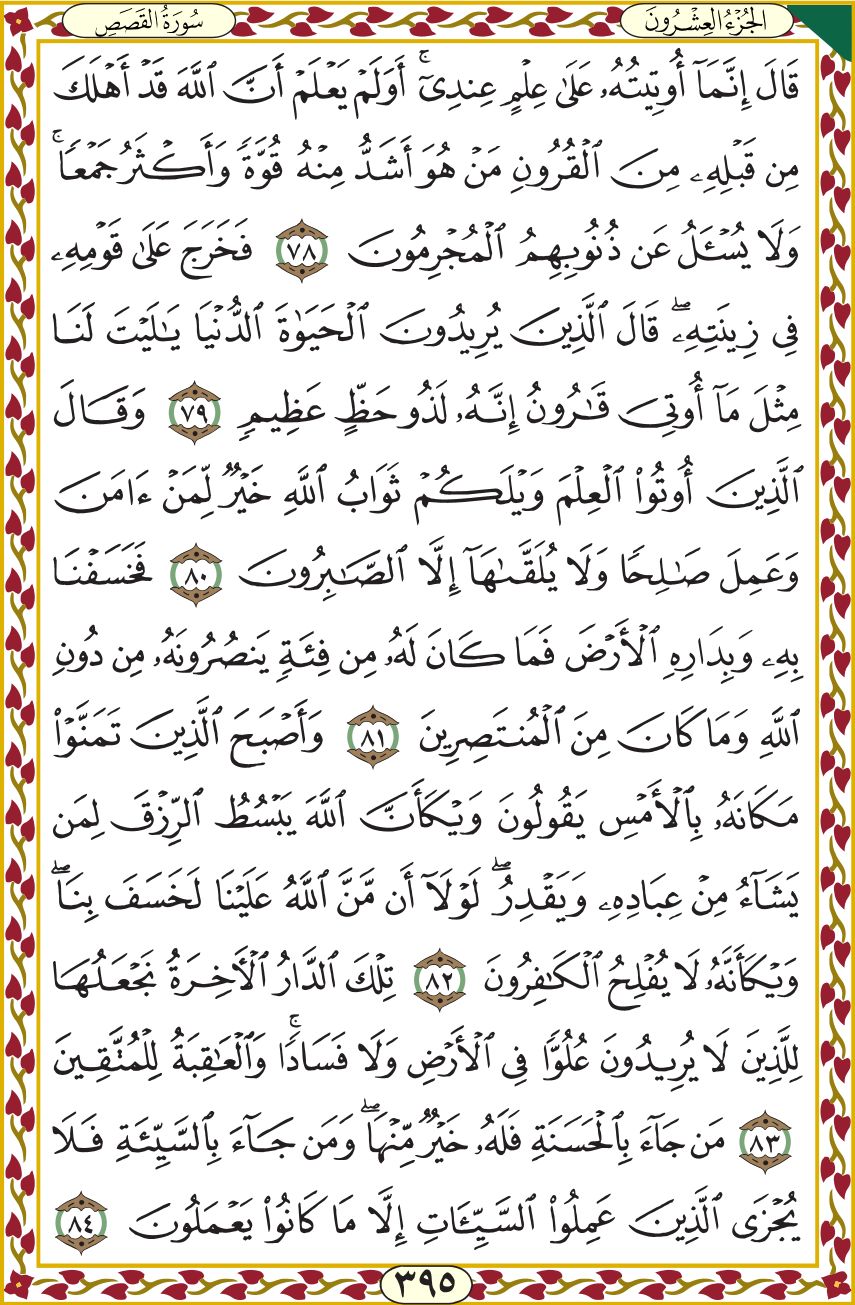 الجُزْءُ العِشْرُونَ
سُورَةُ القَصَصِ
قَالَ إِنَّمَآ أُوتِيتُهُۥ عَلَىٰ عِلْمٍ عِندِىٓ ۚ أَوَلَمْ يَعْلَمْ أَنَّ ٱللَّهَ قَدْ أَهْلَكَ
مِن قَبْلِهِۦ مِنَ ٱلْقُرُونِ مَنْ هُوَ أَشَدُّ مِنْهُ قُوَّةً وَأَكْثَرُ جَمْعًا ۚ
وَلَا يُسْـَٔلُ عَن ذُنُوبِهِمُ ٱلْمُجْرِمُونَ ٧٨ فَخَرَجَ عَلَىٰ قَوْمِهِۦ
فِى زِينَتِهِۦ ۖ قَالَ ٱلَّذِينَ يُرِيدُونَ ٱلْحَيَوٰةَ ٱلدُّنْيَا يَـٰلَيْتَ لَنَا
مِثْلَ مَآ أُوتِىَ قَـٰرُونُ إِنَّهُۥ لَذُو حَظٍّ عَظِيمٍ ٧٩ وَقَالَ
ٱلَّذِينَ أُوتُوا۟ ٱلْعِلْمَ وَيْلَكُمْ ثَوَابُ ٱللَّهِ خَيْرٌ لِّمَنْ ءَامَنَ
وَعَمِلَ صَـٰلِحًا وَلَا يُلَقَّىٰهَآ إِلَّا ٱلصَّـٰبِرُونَ ٨٠ فَخَسَفْنَا
بِهِۦ وَبِدَارِهِ ٱلْأَرْضَ فَمَا كَانَ لَهُۥ مِن فِئَةٍ يَنصُرُونَهُۥ مِن دُونِ
ٱللَّهِ وَمَا كَانَ مِنَ ٱلْمُنتَصِرِينَ ٨١ وَأَصْبَحَ ٱلَّذِينَ تَمَنَّوْا۟
مَكَانَهُۥ بِٱلْأَمْسِ يَقُولُونَ وَيْكَأَنَّ ٱللَّهَ يَبْسُطُ ٱلرِّزْقَ لِمَن
يَشَآءُ مِنْ عِبَادِهِۦ وَيَقْدِرُ ۖ لَوْلَآ أَن مَّنَّ ٱللَّهُ عَلَيْنَا لَخَسَفَ بِنَا ۖ
وَيْكَأَنَّهُۥ لَا يُفْلِحُ ٱلْكَـٰفِرُونَ ٨٢ تِلْكَ ٱلدَّارُ ٱلْـَٔاخِرَةُ نَجْعَلُهَا
لِلَّذِينَ لَا يُرِيدُونَ عُلُوًّا فِى ٱلْأَرْضِ وَلَا فَسَادًا ۚ وَٱلْعَـٰقِبَةُ لِلْمُتَّقِينَ
٨٣ مَن جَآءَ بِٱلْحَسَنَةِ فَلَهُۥ خَيْرٌ مِّنْهَا ۖ وَمَن جَآءَ بِٱلسَّيِّئَةِ فَلَا
يُجْزَى ٱلَّذِينَ عَمِلُوا۟ ٱلسَّيِّـَٔاتِ إِلَّا مَا كَانُوا۟ يَعْمَلُونَ ٨٤
٣٩٥